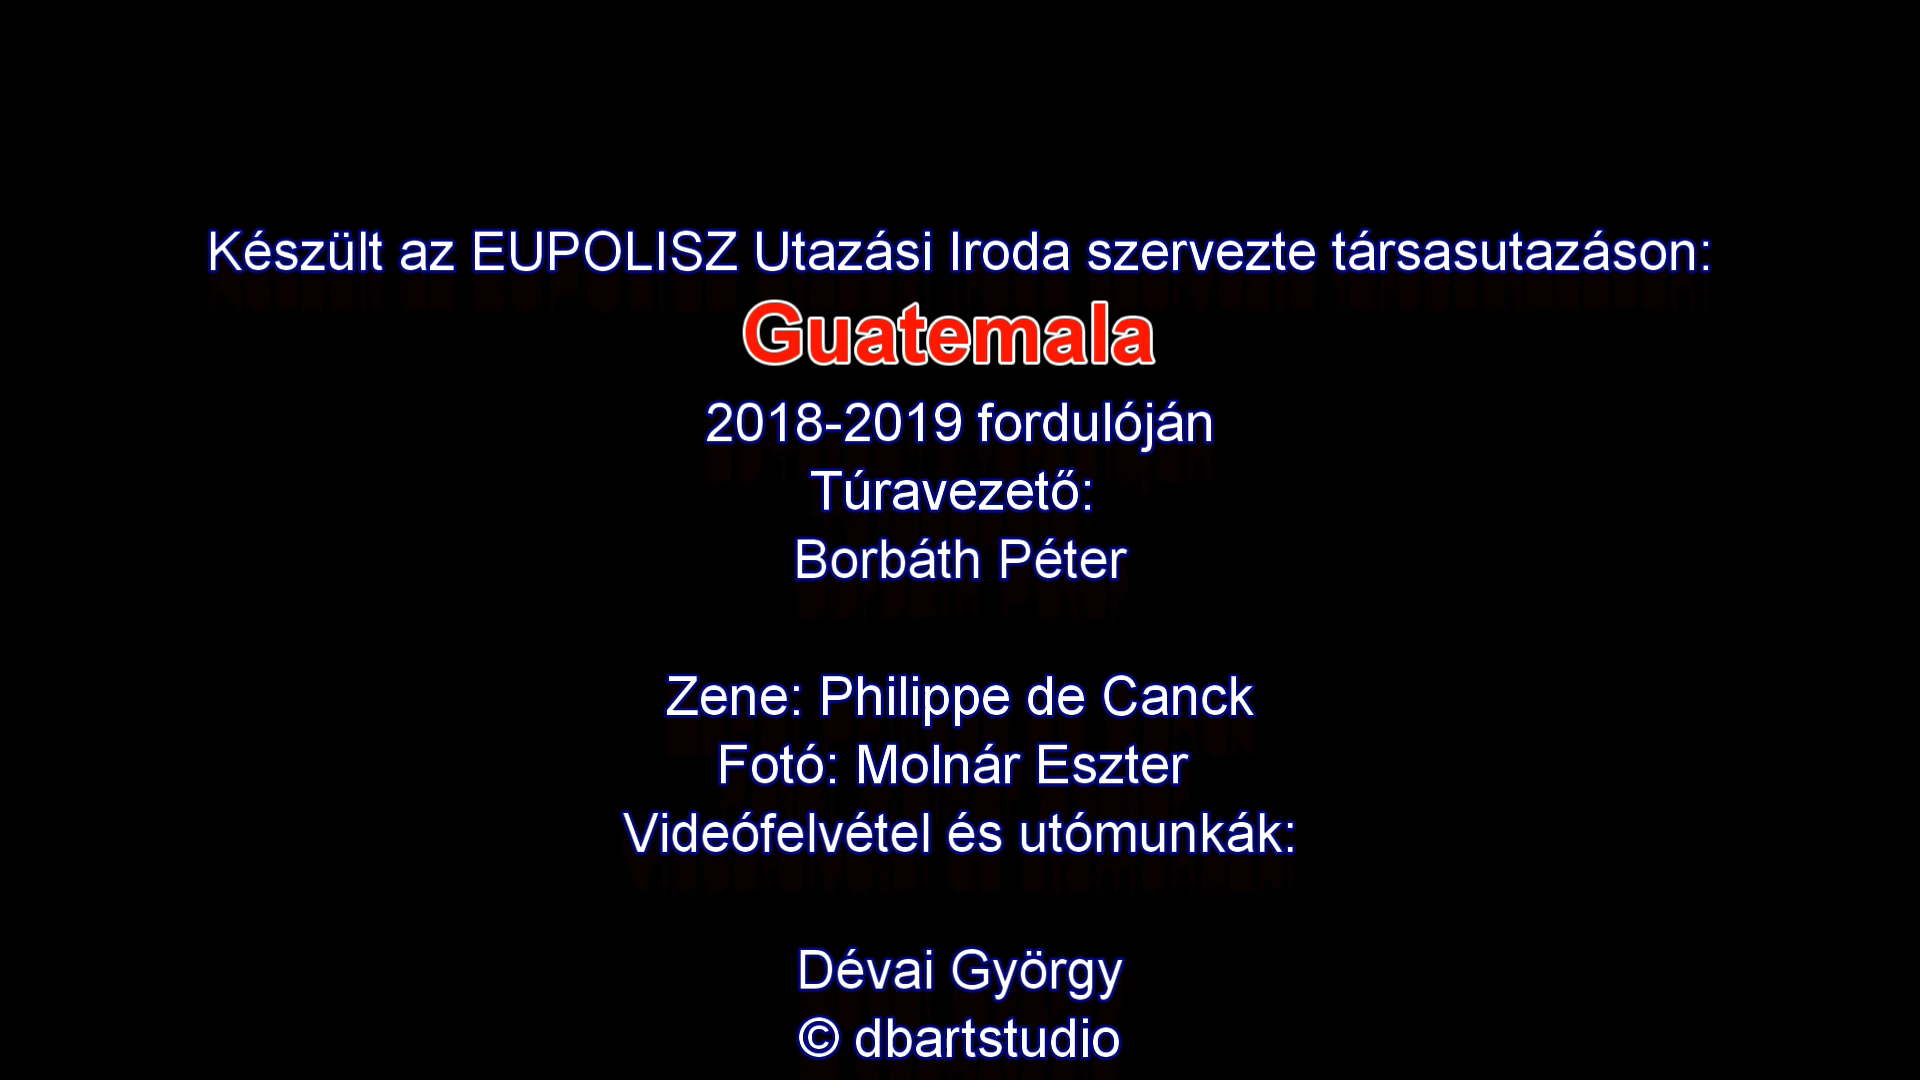 Készült az EUPOLISZ Utazási Iroda szervezte társasutazáson:
Guatemala
2018-2019 fordulóján
Túravezető:
Borbáth Péter
Zene: Philippe de Canck
Fotó: Molnár Eszter
Videófelvétel és utómunkák:
Dévai György
© dbartstudio